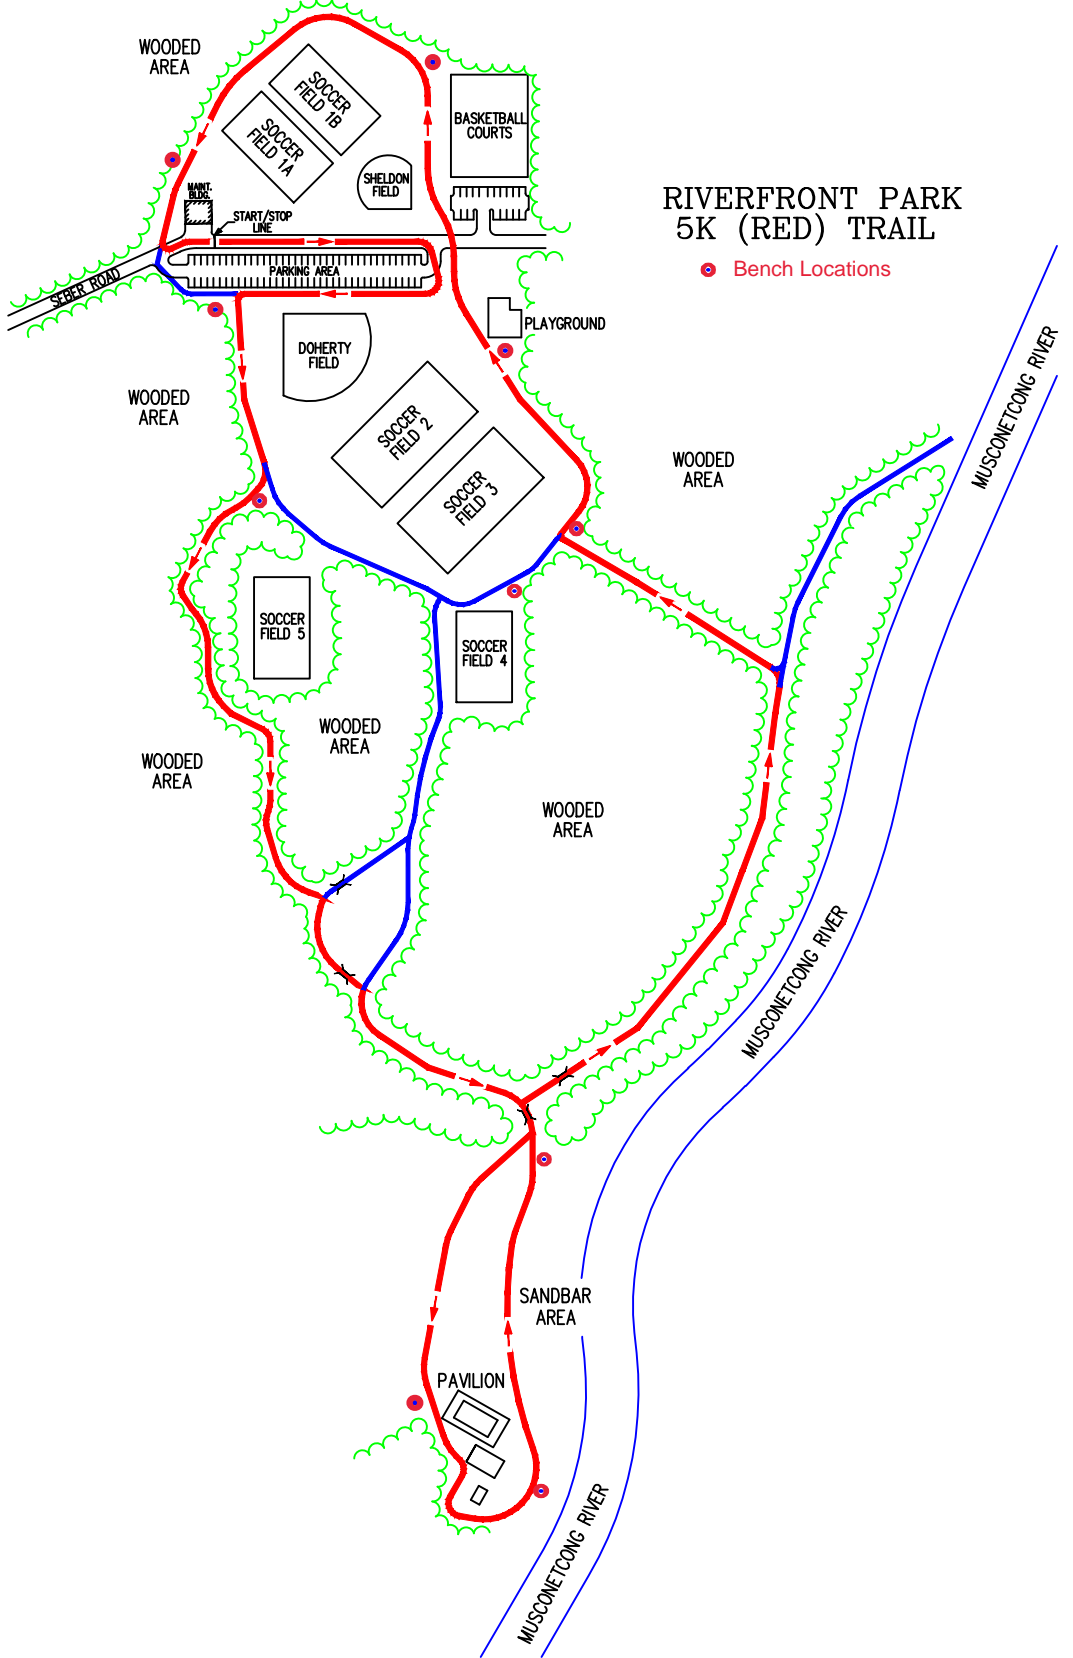 WOODED
AREA
SOCCER
FIELD 1B
SOCCER
FIELD 1A
BASKETBALL
COURTS
SHELDON
FIELD
MAINT.
BLDG.
START/STOP
LINE
RIVERFRONT PARK
5K (RED) TRAIL
Bench Locations
PARKING AREA
SEBER ROAD
PLAYGROUND
DOHERTY
FIELD
MUSCONETCONG RIVER
WOODED
AREA
SOCCER
FIELD 2
SOCCER
FIELD 3
WOODED
AREA
SOCCER
FIELD 5
SOCCER
FIELD 4
WOODED
AREA
WOODED
AREA
WOODED
AREA
MUSCONETCONG RIVER
SANDBAR
AREA
PAVILION
MUSCONETCONG RIVER